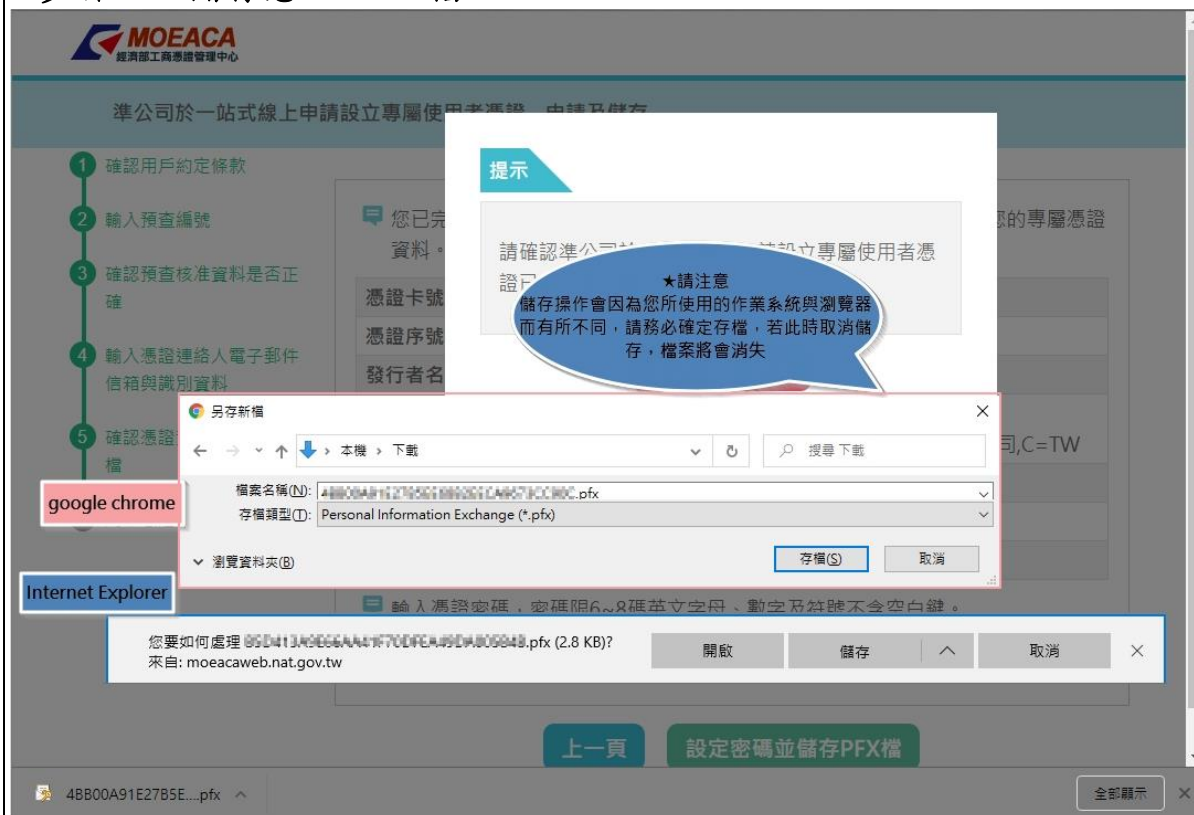 MOEACA
經濟部工商憑證管理中心
準公司於一站式線上申請設立專屬使用者憑證
1 確認用戶約定條款
2 輸入預查編號
3 確認預查核准資料是否正
確
4 輸入憑證連絡人電子郵件
信箱與識別資料
5 確認憑證
檔
提示
您已完
您的專屬憑證
資料。
請確認準公司
設立專屬使用者憑
證已
★請注意
儲存操作會因為您所使用的作業系統與瀏覽器
而有所不同，請務必確定存檔，若此時取消儲
存，檔案將會消失
憑證卡號
憑證序號
發行者名
司,C=TW
另存新檔
本機 › 下載
搜尋 下載
檔案名稱(N):
.pfx
存檔類型(T): Personal Information Exchange (*.pfx)
瀏覽資料夾(B)
存檔(S)
取消
google chrome
Internet Explorer
輸入憑證密碼，密碼限6~8碼英文字母、數字及符號不含空白鍵。
您要如何處理
.pfx (2.8 KB)?
來自: moeacaweb.nat.gov.tw
開啟
儲存
取消
上一頁
設定密碼並儲存PFX檔
4BB00A91E27B5E....pfx
全部顯示